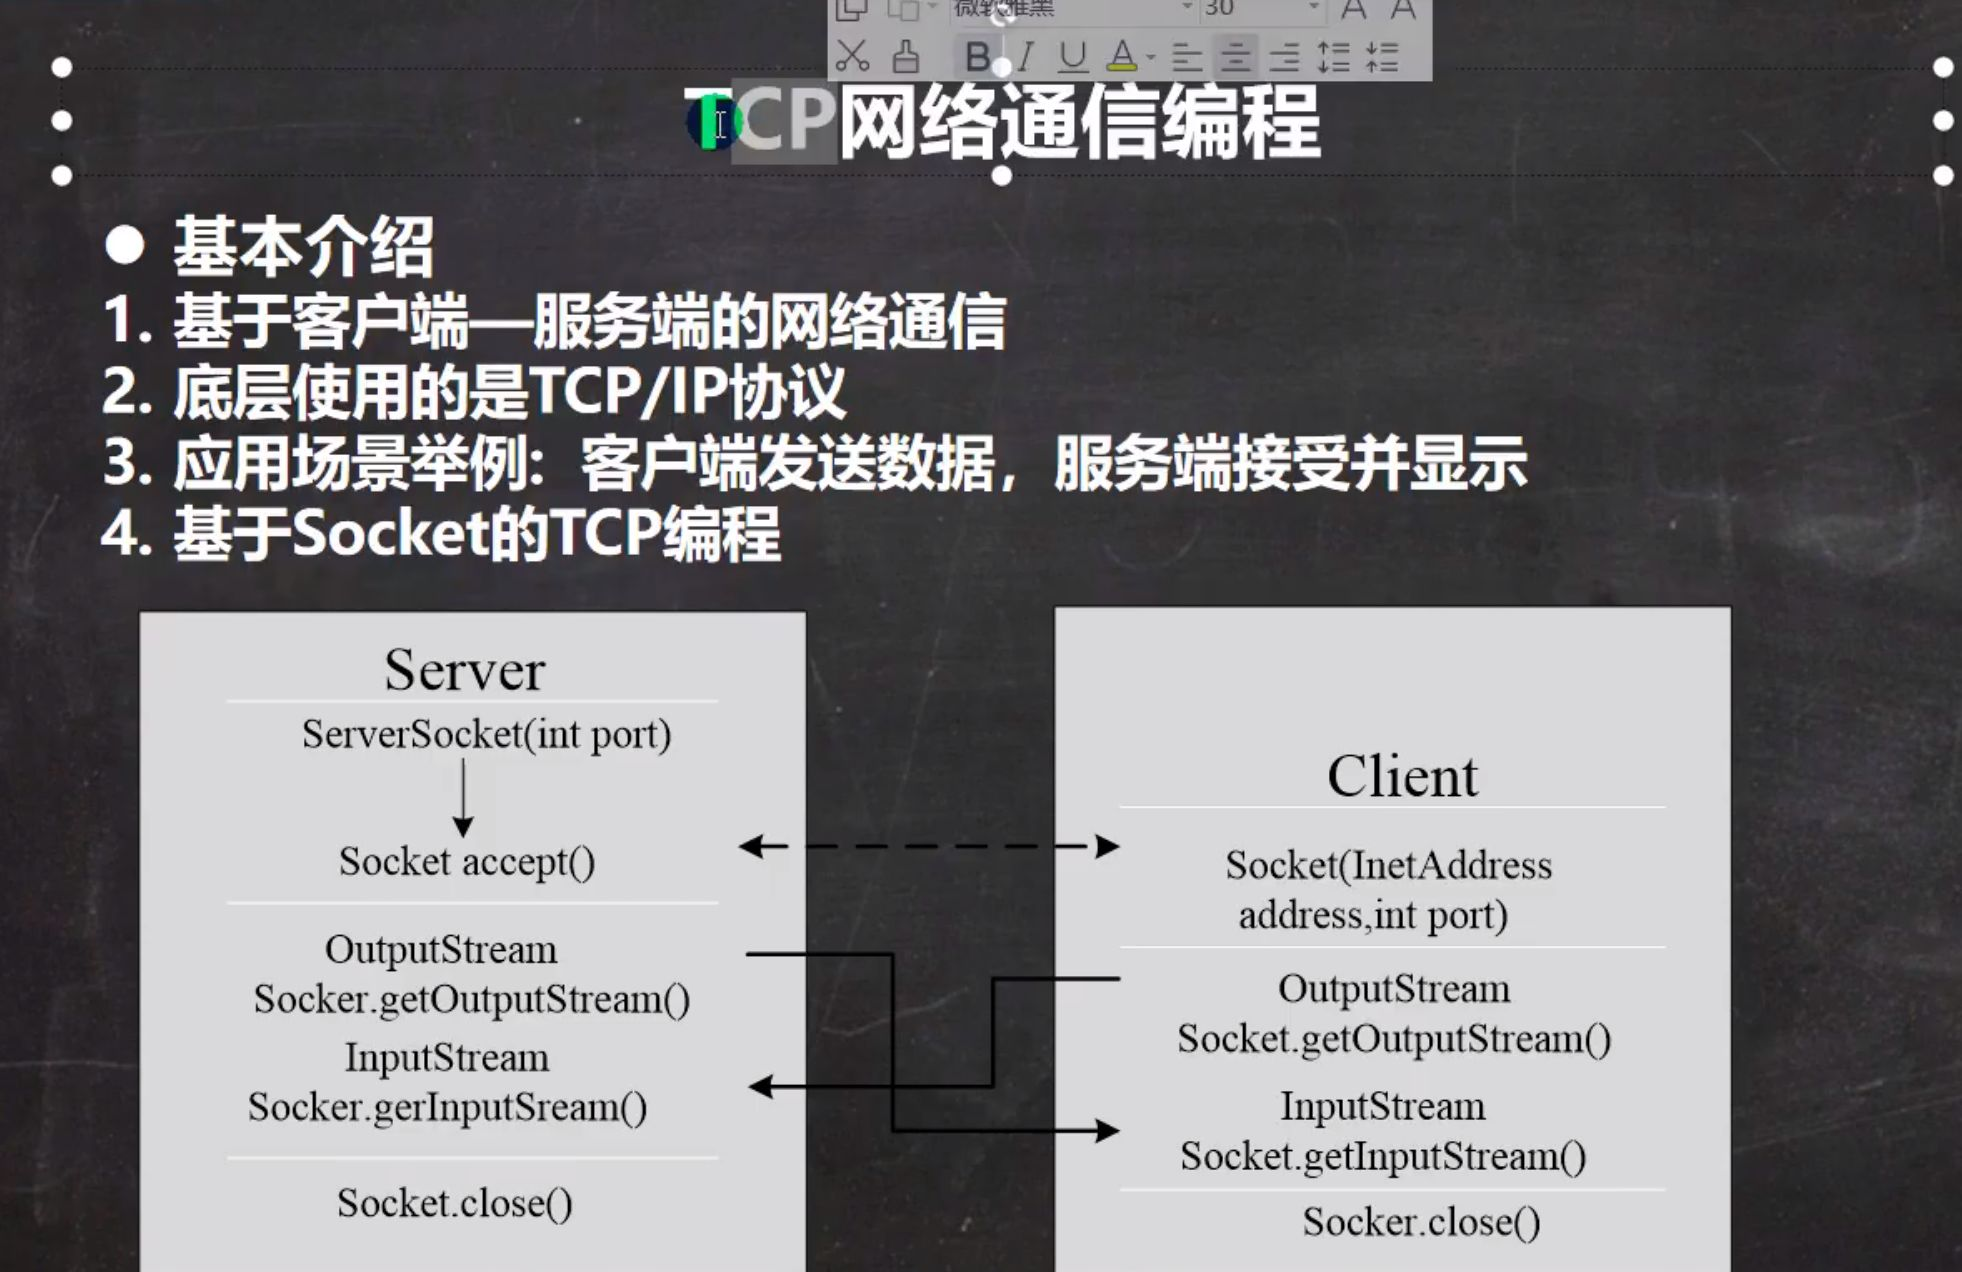 微软雅黑 30 A A
B I U A
TCP网络通信编程
● 基本介绍
1. 基于客户端—服务端的网络通信
2. 底层使用的是TCP/IP协议
3. 应用场景举例：客户端发送数据，服务端接受并显示
4. 基于Socket的TCP编程
Server
ServerSocket(int port)
Socket accept()
OutputStream
Socker.getOutputStream()
InputStream
Socker.gerInputSream()
Socket.close()
Client
Socket(InetAddress
address,int port)
OutputStream
Socket.getOutputStream()
InputStream
Socket.getInputStream()
Socker.close()